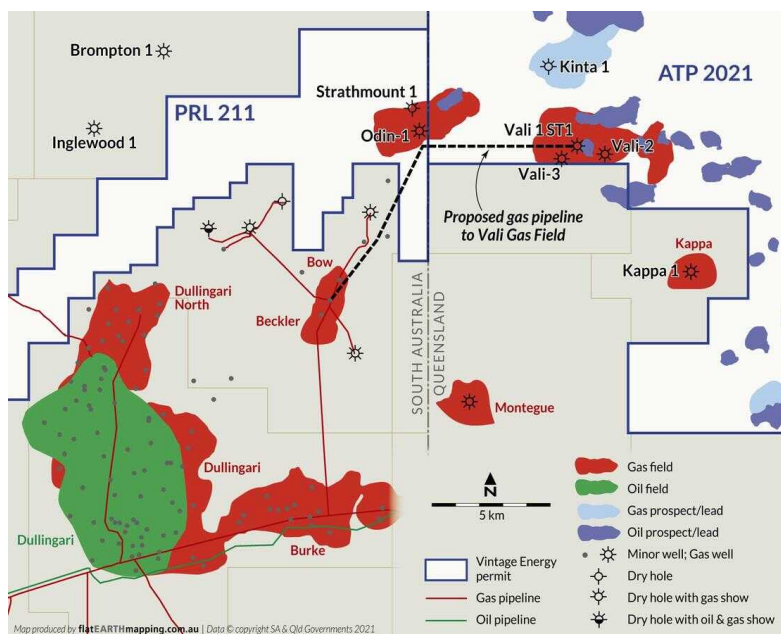 Brompton 1
Kinta 1
ATP 2021
PRL 211
Strathmount 1
Inglewood 1
Odin-1
Vali 1 ST1
Vali-2
Vali-3
Proposed gas pipeline
to Vali Gas Field
Bow
Kappa
Kappa 1
Dullingari
North
Beckler
SOUTH AUSTRALIA
QUEENSLAND
Montegue
Dullingari
Dullingari
Burke
N
5 km
Vintage Energy
permit
Gas pipeline
Oil pipeline
Gas field
Oil field
Gas prospect/lead
Oil prospect/lead
Minor well; Gas well
Dry hole
Dry hole with gas show
Dry hole with oil & gas show
Map produced by flatEARTHmapping.com.au | Data © copyright SA & Qld Governments 2021